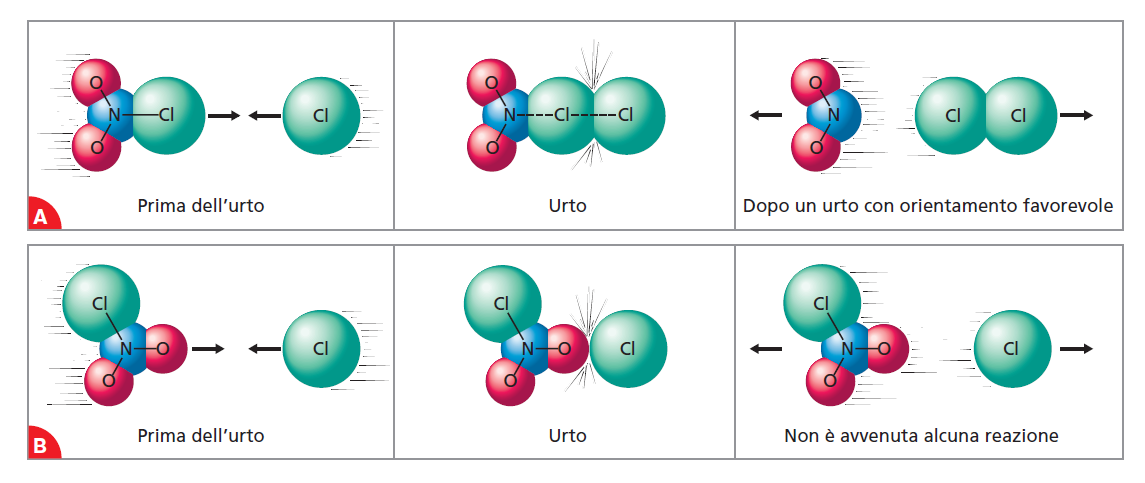 O
N
Cl
O
Cl
O
N
Cl
Cl
O
O
N
O
Cl
Cl
A
Prima dell'urto
Urto
Dopo un urto con orientamento favorevole
Cl
N
O
O
Cl
Cl
N
O
O
Cl
Cl
N
O
O
Cl
B
Prima dell'urto
Urto
Non è avvenuta alcuna reazione